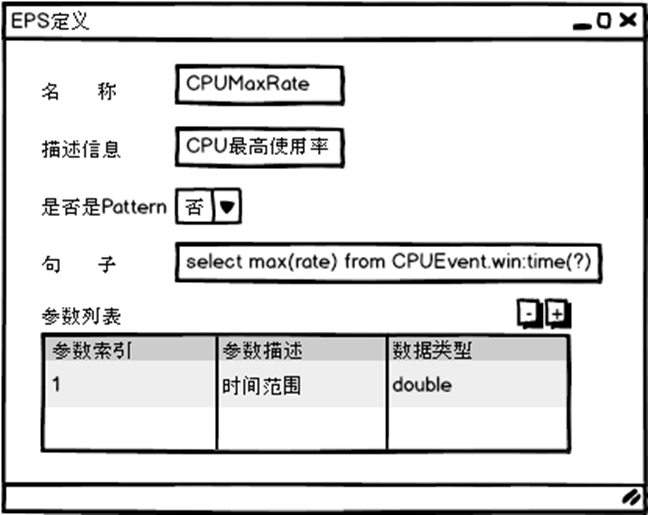 EPS定义
名 称 CPUMaxRate
描述信息 CPU最高使用率
是否是Pattern 否
句 子 select max(rate) from CPUEvent.win:time(?)
参数列表 - +
参数索引 参数描述 数据类型
1 时间范围 double